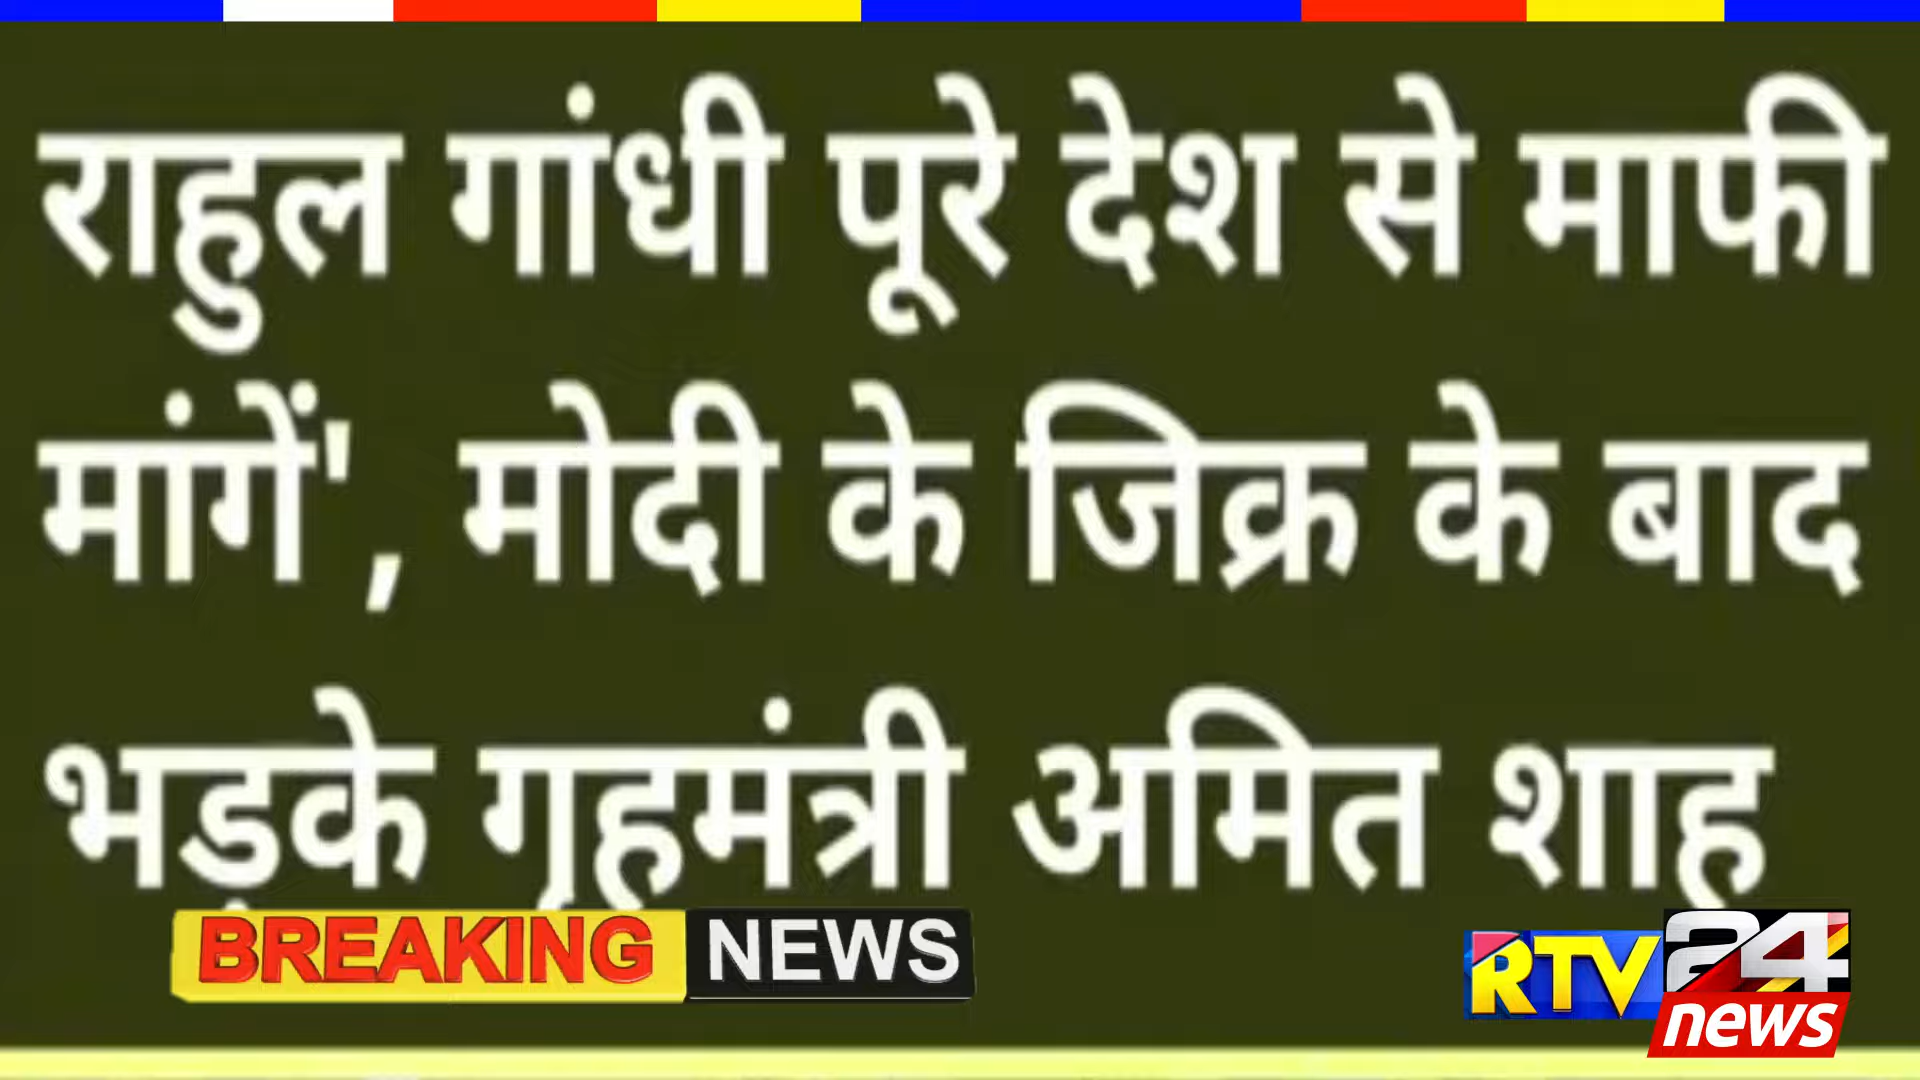 राहुल गांधी पूरे देश से माफी
मांगें', मोदी के जिक्र के बाद
भड़के गृहमंत्री अमित शाह
BREAKING NEWS
RTV 24 news